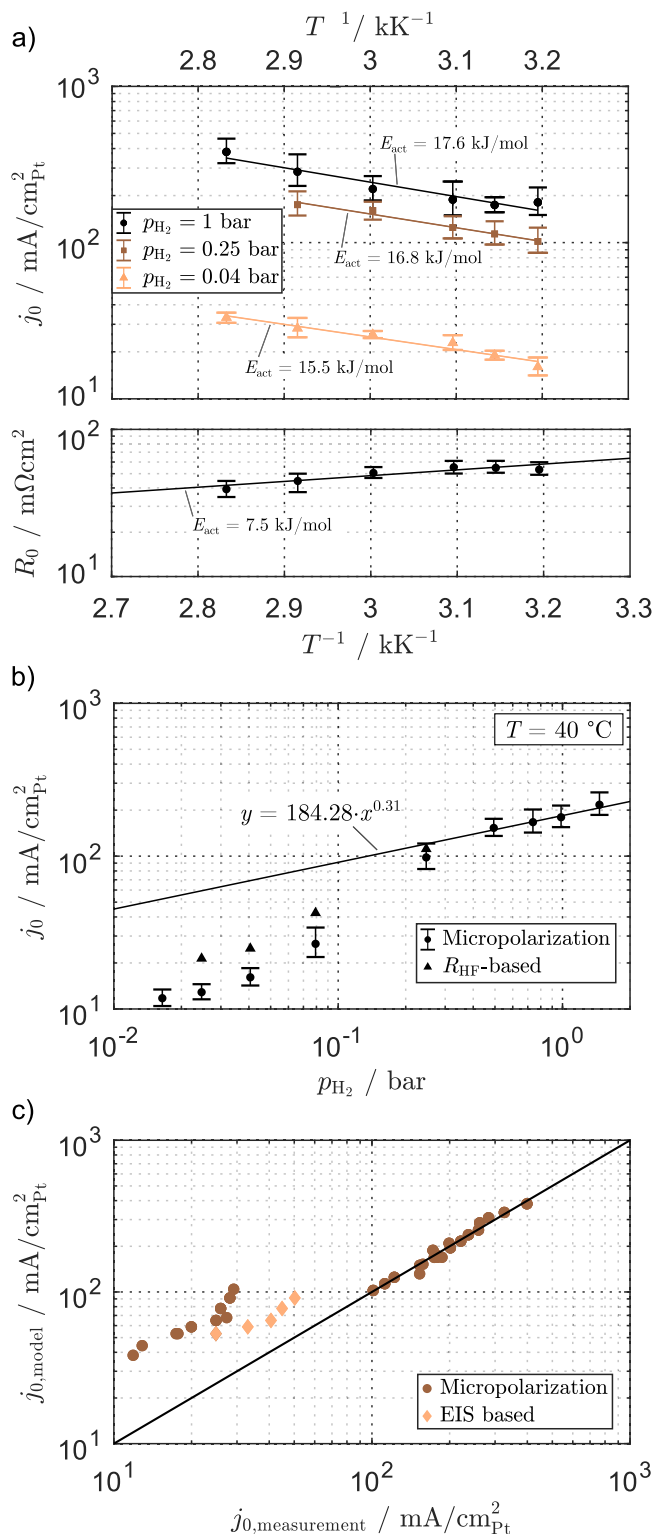 a)
T 1 / kK⁻¹
2.8 2.9 3 3.1 3.2
10³
10²
10¹
j₀ / mA/cm²Pt
Eact = 17.6 kJ/mol
pH₂ = 1 bar
pH₂ = 0.25 bar
pH₂ = 0.04 bar
Eact = 16.8 kJ/mol
Eact = 15.5 kJ/mol
10²
10¹
R₀ / mΩcm²
Eact = 7.5 kJ/mol
2.7 2.8 2.9 3 3.1 3.2 3.3
T⁻¹ / kK⁻¹
b)
10³
10²
10¹
j₀ / mA/cm²Pt
T = 40 °C
y = 184.28·x⁰·³¹
Micropolarization
RHF-based
10⁻² 10⁻¹ 10⁰
pH₂ / bar
c)
10³
10²
10¹
j₀,model / mA/cm²Pt
Micropolarization
EIS based
10¹ 10² 10³
j₀,measurement / mA/cm²Pt